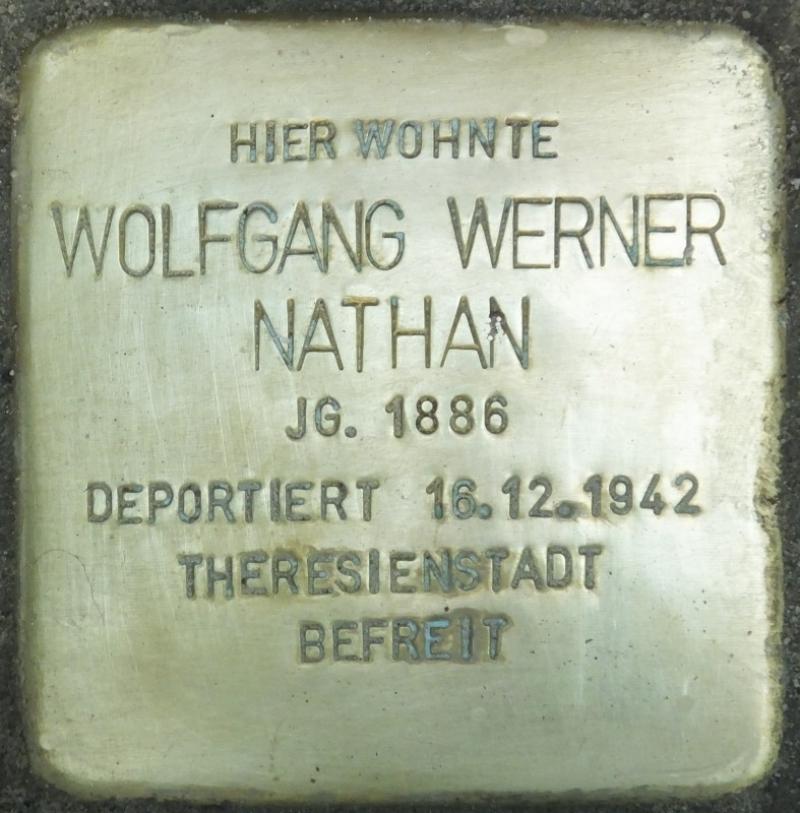 HIER WOHNTE
WOLFGANG WERNER
NATHAN
JG. 1886
DEPORTIERT 16.12.1942
THERESIENSTADT
BEFREIT